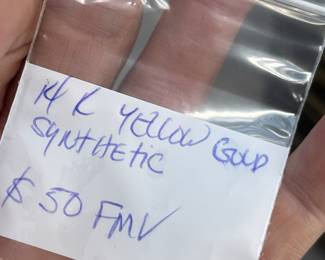 14 K YELLOW GOLD
SYNTHETIC
$50 FMV